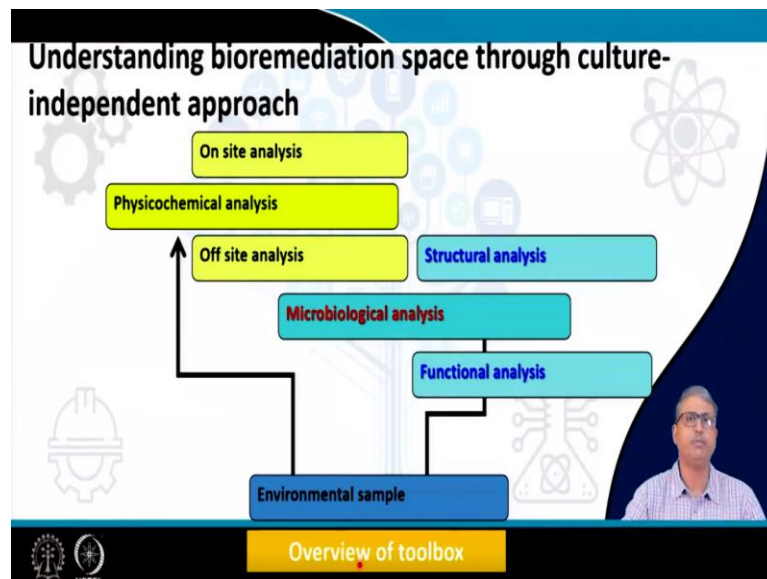 Understanding bioremediation space through culture-
independent approach
On site analysis
Physicochemical analysis
Off site analysis
Structural analysis
Microbiological analysis
Functional analysis
Environmental sample
Overview of toolbox